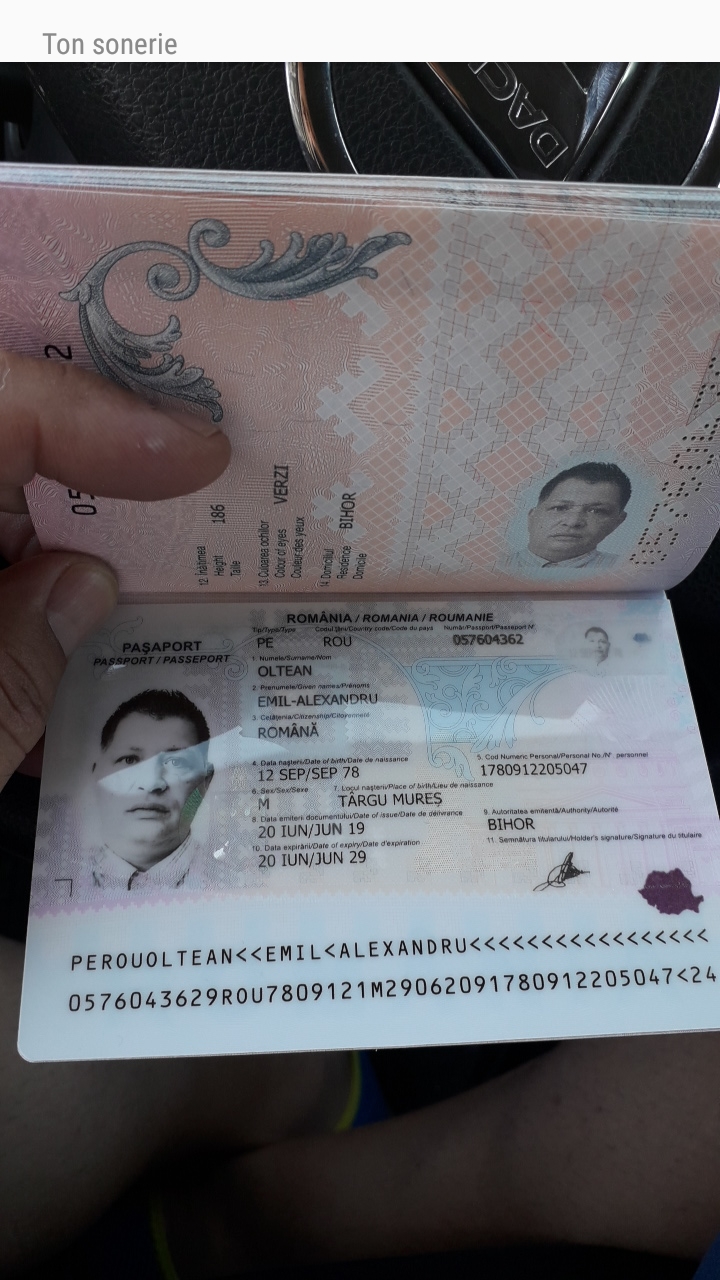 Ton sonerie
DACI
2
05
12 Înălțimea
Height
Taille
186
13 Culoarea ochilor
Colour of eyes
Couleur des yeux
VERZI
14 Domiciliul
Residence
Domicile
BIHOR
ROMÂNIA / ROMANIA / ROUMANIE
PAȘAPORT
PASSPORT / PASSEPORT
Tip/Type/Type Codul țării/Country code/Code du pays Număr/Passport/Passeport N°
PE ROU 057604362
1. Numele/Surname/Nom
OLTEAN
2. Prenumele/Given names/Prénoms
EMIL-ALEXANDRU
3. Cetățenia/Citizenship/Citoyenneté
ROMÂNĂ
4. Data nașterii/Date of birth/Date de naissance 5. Cod Numeric Personal/Personal No./N° personnel
12 SEP/SEP 78 1780912205047
6. Sex/Sex/Sexe 7. Locul nașterii/Place of birth/Lieu de naissance
M TÂRGU MUREȘ
8. Data emiterii documentului/Date of issue/Date de délivrance 9. Autoritatea emitentă/Authority/Autorité
20 IUN/JUN 19 BIHOR
10. Data expirării/Date of expiry/Date d'expiration 11. Semnătura titularului/Holder's signature/Signature du titulaire
20 IUN/JUN 29
PEROUOLTEAN<<EMIL<ALEXANDRU<<<<<<<<<<<<<<<<<
0576043629ROU7809121M29062091780912205047<24